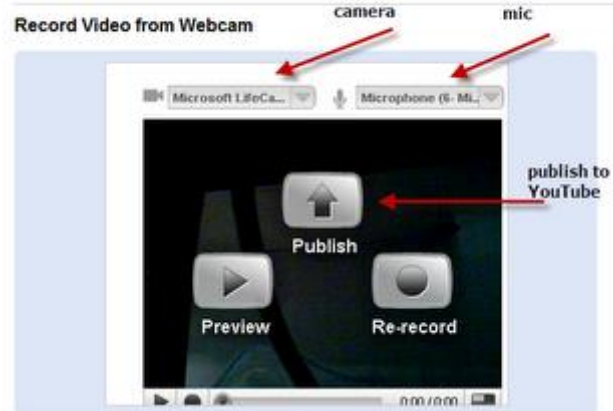 camera
mic
Record Video from Webcam
Microsoft LifeCa...
Microphone (6- Mi...
publish to
YouTube
Publish
Preview
Re-record
0:00 / 0:00